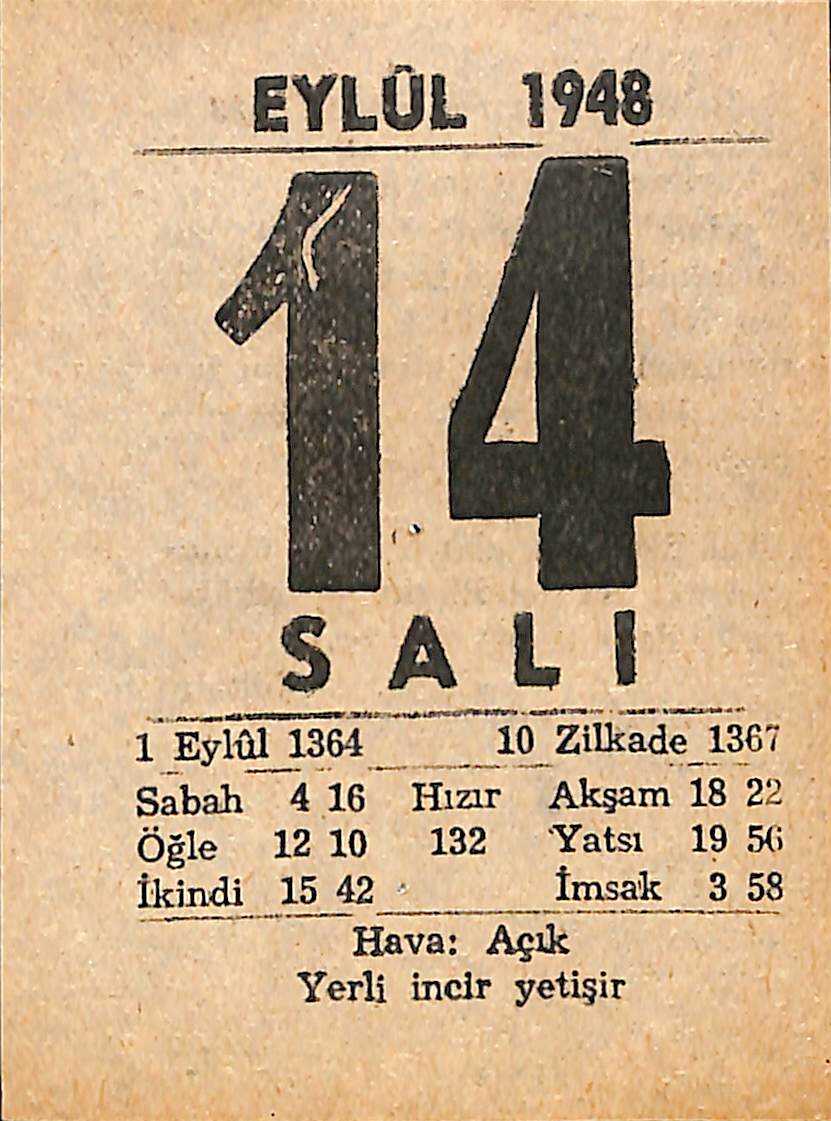 EYLÛL 1948
14
SALI
1 Eylûl 1364 10 Zilkade 1367
Sabah 4 16 Hızır Akşam 18 22
Öğle 12 10 132 Yatsı 19 56
İkindi 15 42 İmsak 3 58
Hava: Açık
Yerli incir yetişir